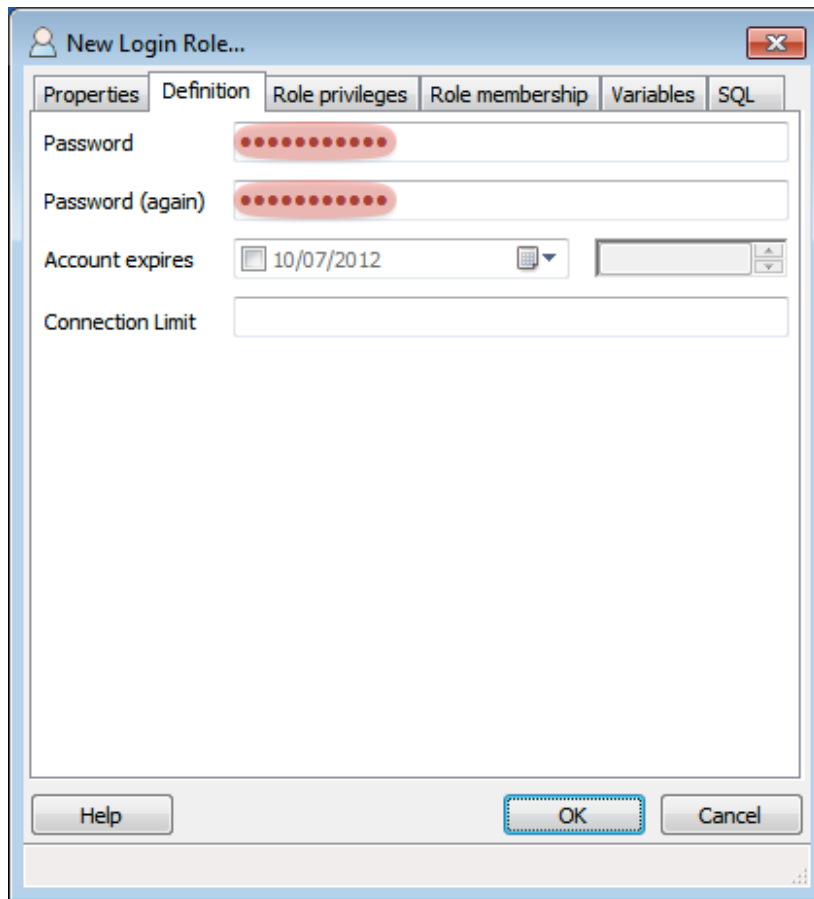 New Login Role...
Properties Definition Role privileges Role membership Variables SQL
Password ●●●●●●●●●●●
Password (again) ●●●●●●●●●●●
Account expires 10/07/2012
Connection Limit
Help OK Cancel